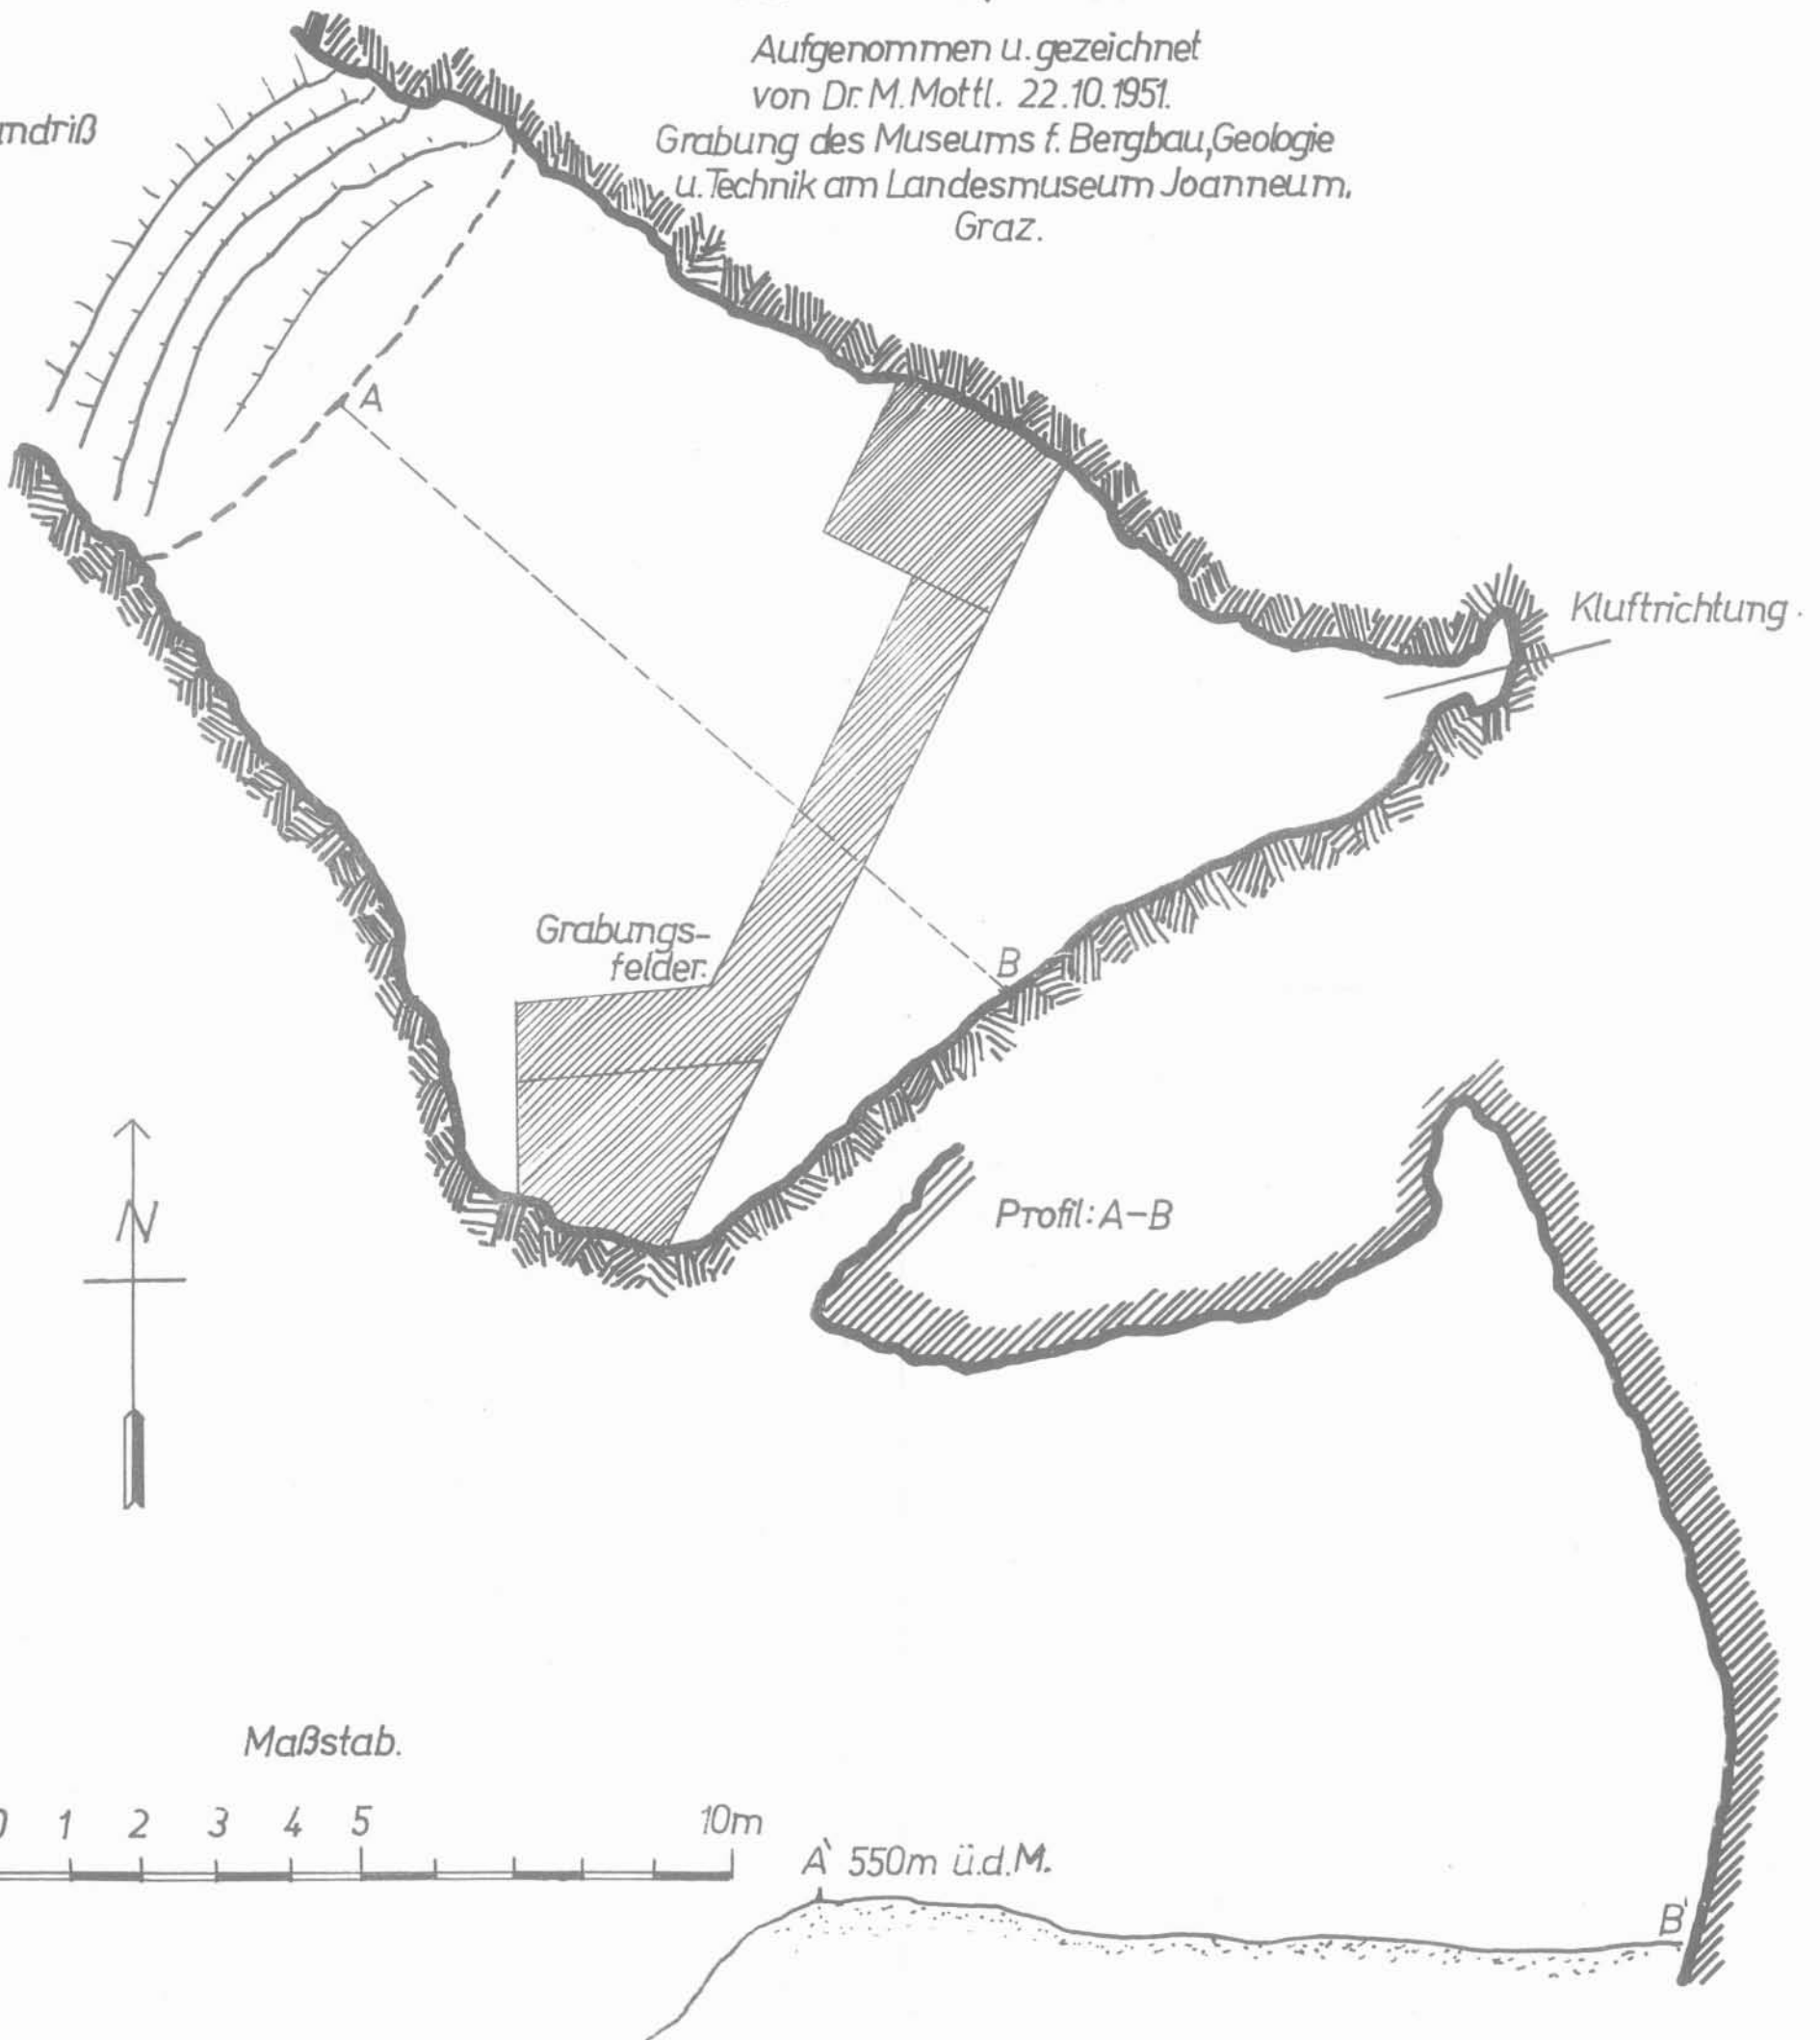 Aufgenommen u. gezeichnet
von Dr. M. Mottl. 22.10.1951.
Grabung des Museums f. Bergbau, Geologie
u. Technik am Landesmuseum Joanneum,
Graz.
ndriß
A
Kluftrichtung.
Grabungs-
felder.
B
N
Profil: A-B
Maßstab.
0 1 2 3 4 5 10m
A' 550m ü.d.M.
B'